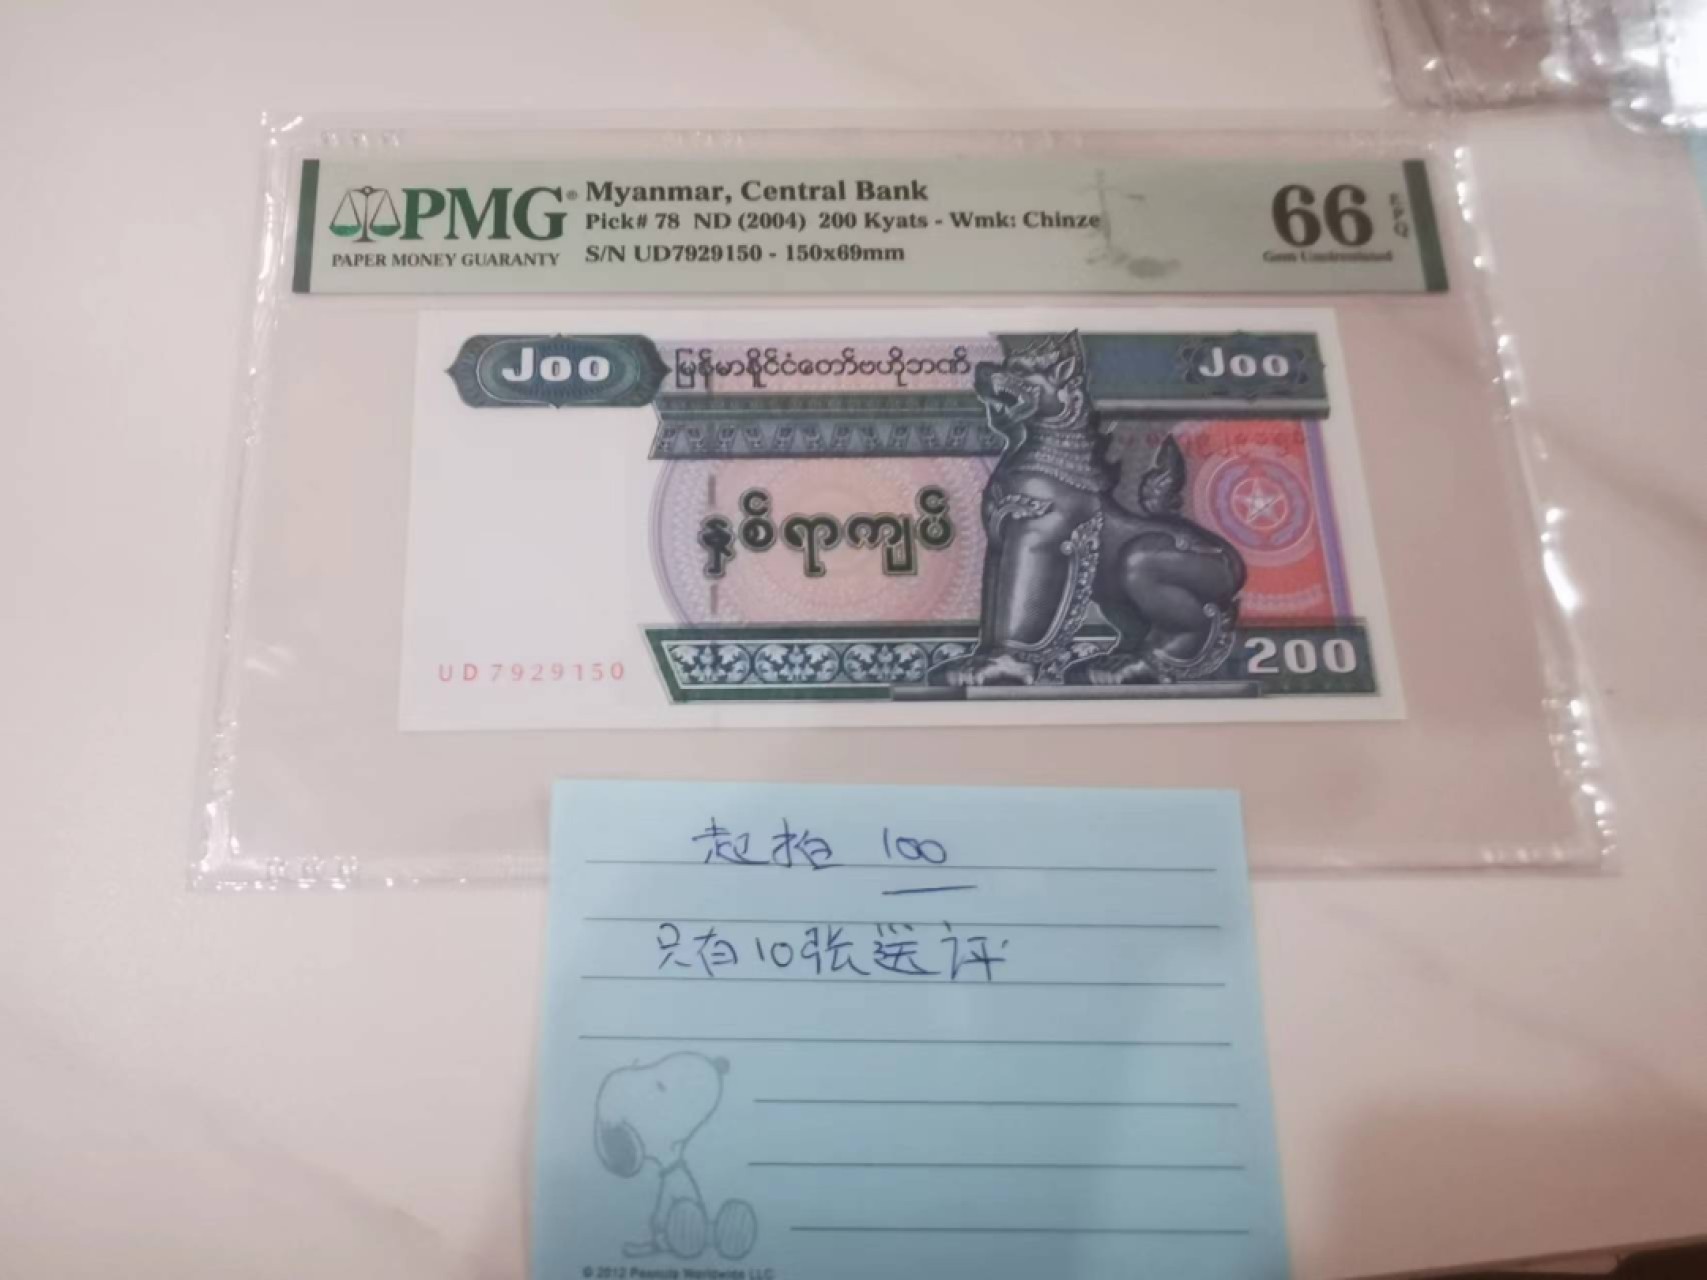 PMG®
PAPER MONEY GUARANTY
Myanmar, Central Bank
Pick# 78 ND (2004) 200 Kyats - Wmk: Chinze
S/N UD7929150 - 150x69mm
66 EPQ
Gem Uncirculated
၂၀၀
မြန်မာနိုင်ငံတော်ဗဟိုဘဏ်
၂၀၀
နှစ်ရာကျပ်
UD7929150
200
起拍 100
只有10张送评
© 2012 Peanuts Worldwide LLC